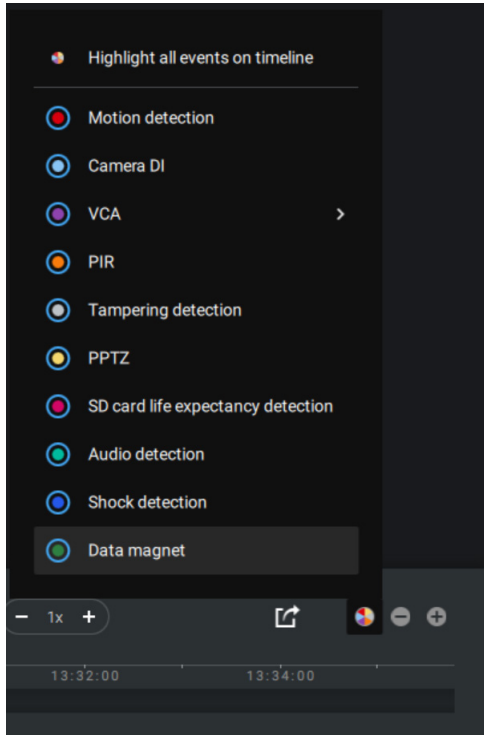 Highlight all events on timeline
Motion detection
Camera DI
VCA
PIR
Tampering detection
PPTZ
SD card life expectancy detection
Audio detection
Shock detection
Data magnet
− 1x +
13:32:00 13:34:00